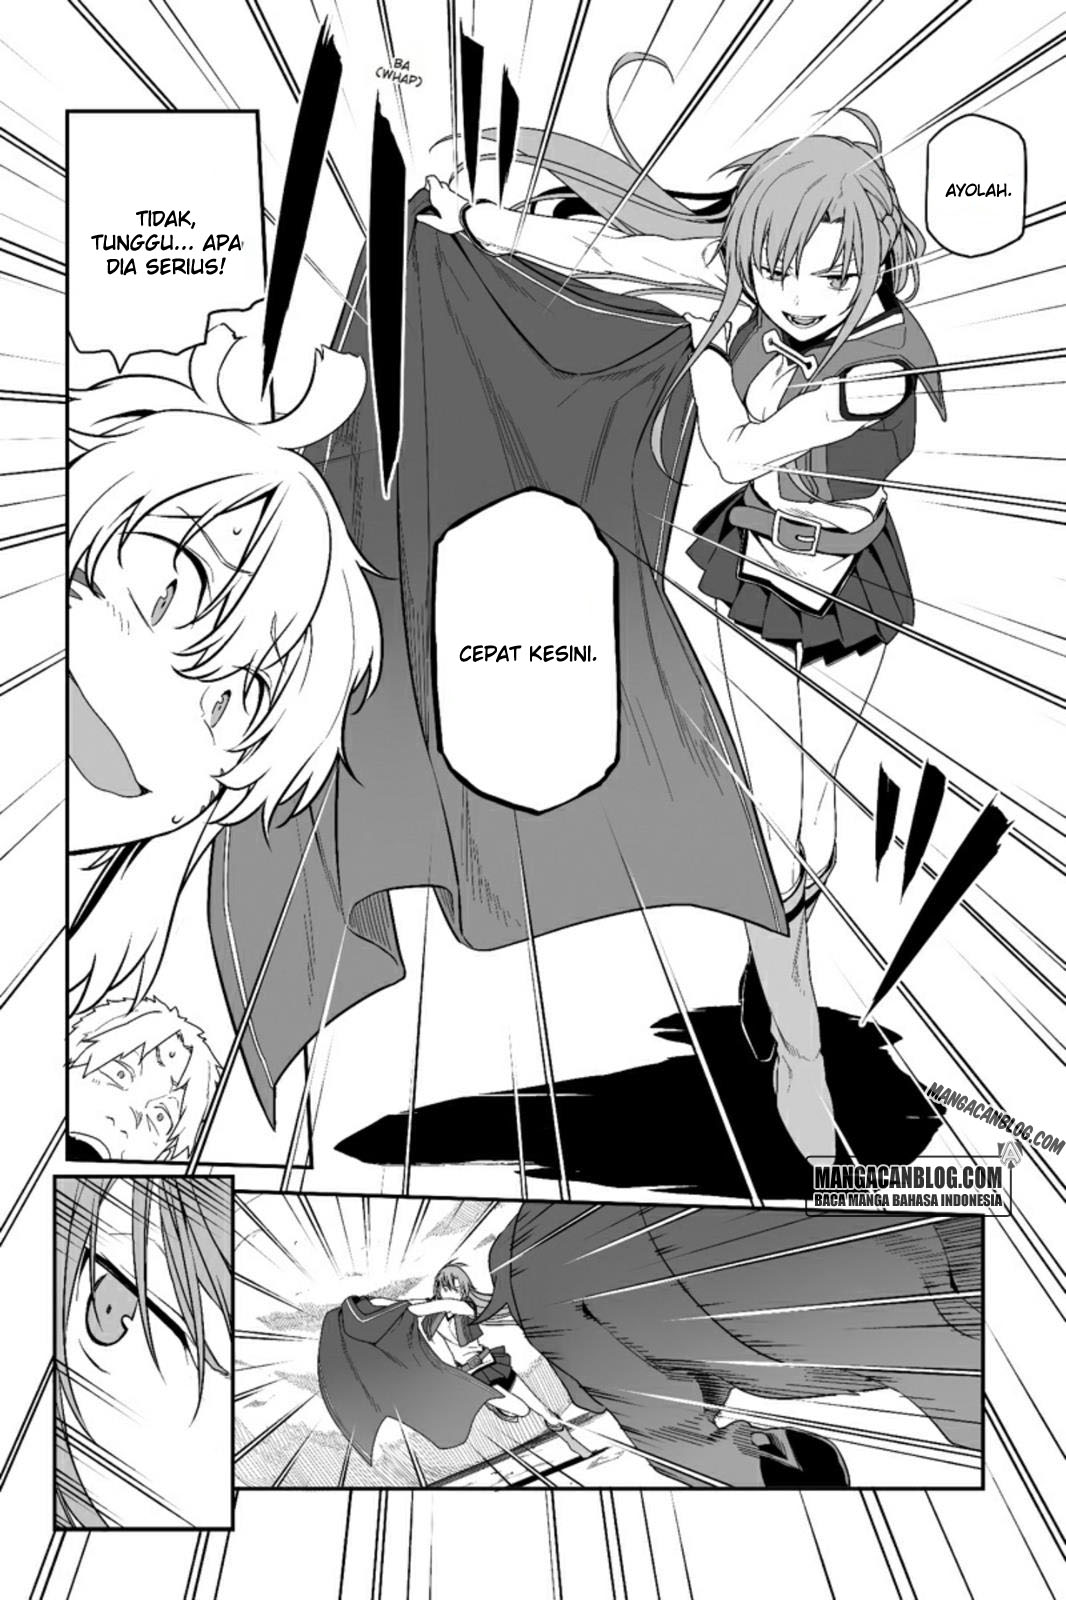 BA
(WHAP)
AYOLAH.
TIDAK,
TUNGGU... APA
DIA SERIUS!
CEPAT KESINI.
MANGACANBLOG.COM
MANGACANBLOG.COM
BACA MANGA BAHASA INDONESIA